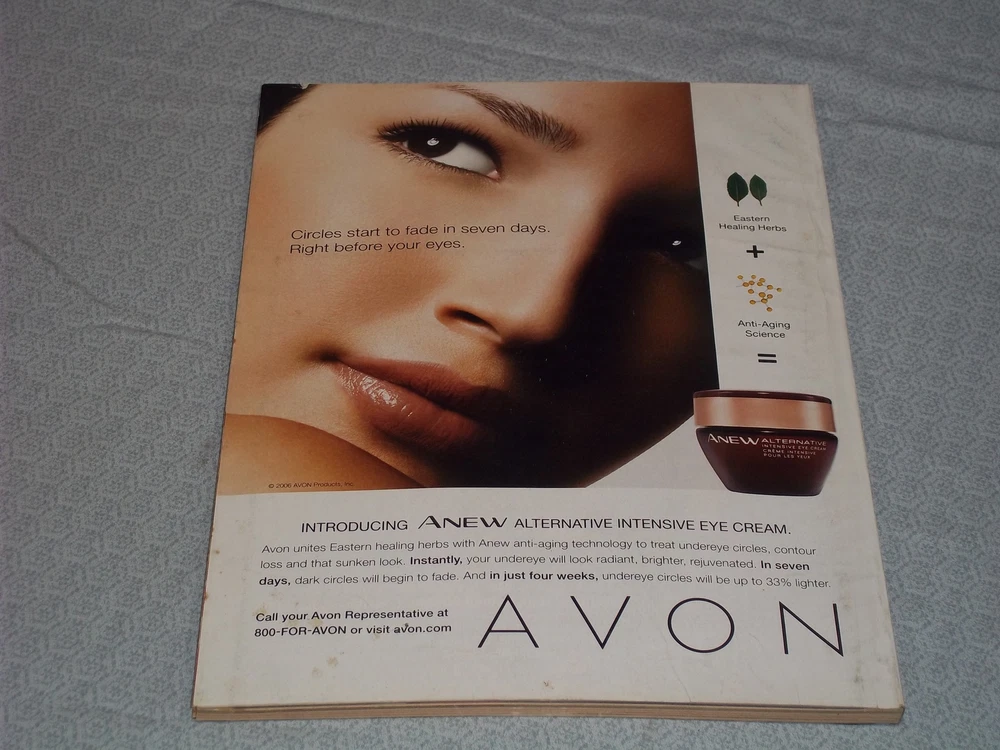 Circles start to fade in seven days.
Right before your eyes.
Eastern
Healing Herbs
+
Anti-Aging
Science
=
ANEW ALTERNATIVE
INTENSIVE EYE CREAM
CRÈME INTENSIVE
POUR LES YEUX
© 2006 AVON Products, Inc.
INTRODUCING ANEW ALTERNATIVE INTENSIVE EYE CREAM.
Avon unites Eastern healing herbs with Anew anti-aging technology to treat undereye circles, contour
loss and that sunken look. Instantly, your undereye will look radiant, brighter, rejuvenated. In seven
days, dark circles will begin to fade. And in just four weeks, undereye circles will be up to 33% lighter.
Call your Avon Representative at
800-FOR-AVON or visit avon.com
AVON